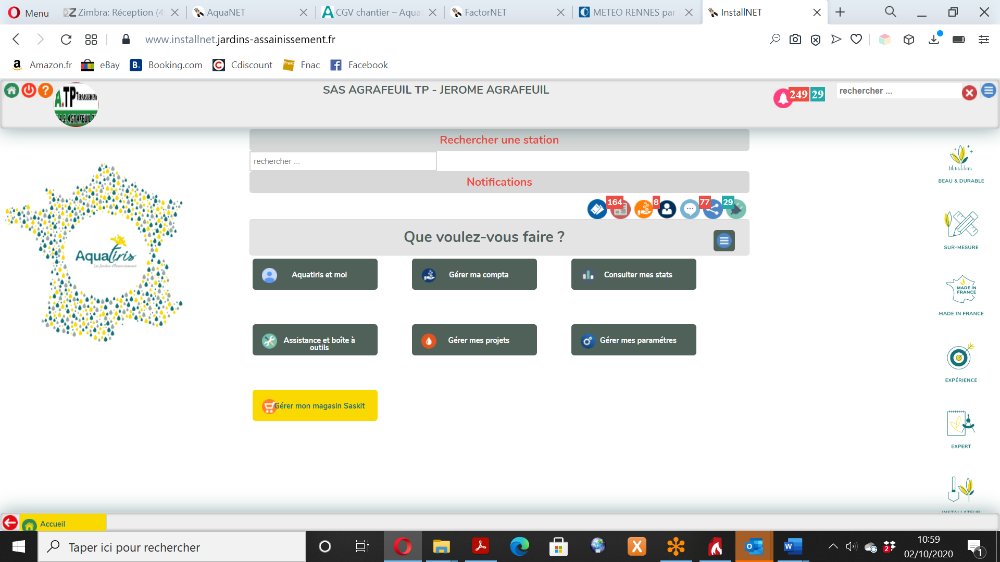 Menu
Zimbra: Réception (4
AquaNET
CGV chantier – Aqua
FactorNET
METEO RENNES par
InstallNET
www.installnet.jardins-assainissement.fr
Amazon.fr
eBay
Booking.com
Cdiscount
Fnac
Facebook
A.TP TERRASSEMENT
S.A.S. AGRAFEUIL TP
SAS AGRAFEUIL TP - JEROME AGRAFEUIL
249 29
rechercher ...
Rechercher une station
rechercher ...
Notifications
164
8
77
29
Que voulez-vous faire ?
Aquatiris et moi
Gérer ma compta
Consulter mes stats
Assistance et boîte à
outils
Gérer mes projets
Gérer mes paramétres
Gérer mon magasin Saskit
Aquatiris
Les Jardins d'Assainissement
BEAU & DURABLE
SUR-MESURE
MADE IN
FRANCE
MADE IN FRANCE
EXPÉRIENCE
EXPERT
INSTALLATEUR
Accueil
Taper ici pour rechercher
10:59
02/10/2020
2
1